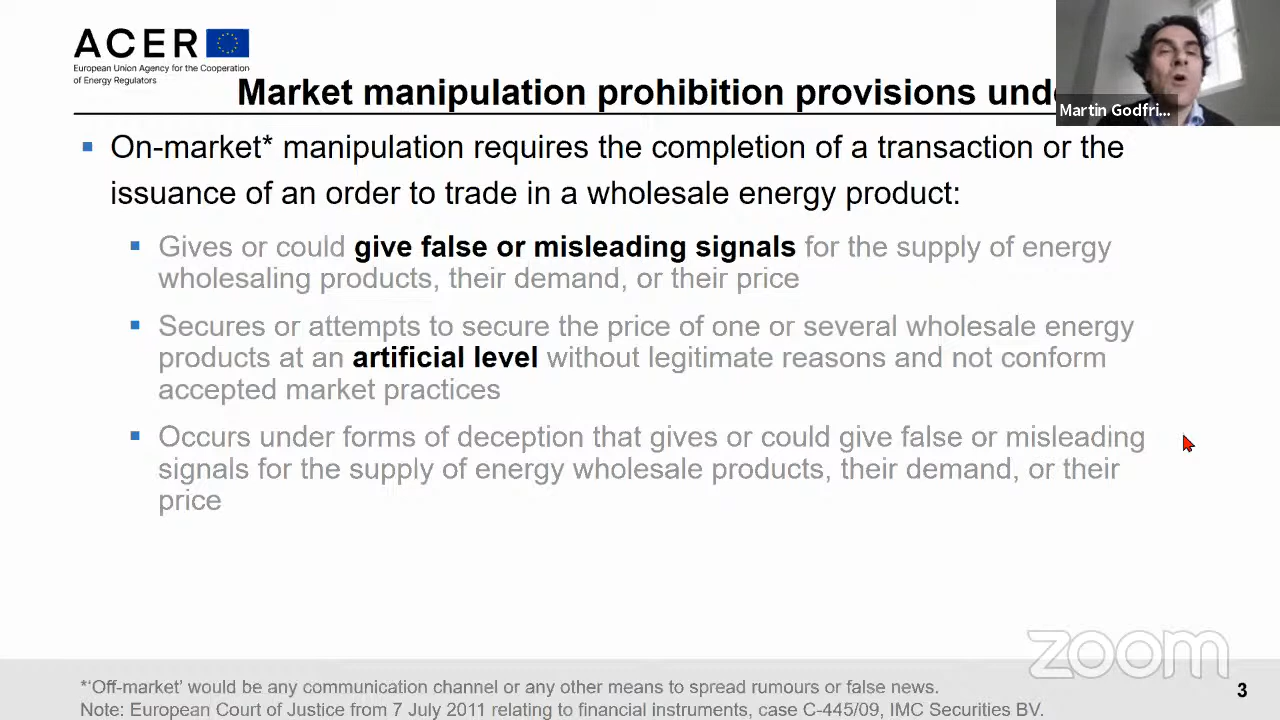 ACER
European Union Agency for the Cooperation
of Energy Regulators
Market manipulation prohibition provisions
Martin Godfri...
On-market* manipulation requires the completion of a transaction or the
issuance of an order to trade in a wholesale energy product:
Gives or could give false or misleading signals for the supply of energy
wholesaling products, their demand, or their price
Secures or attempts to secure the price of one or several wholesale energy
products at an artificial level without legitimate reasons and not conform
accepted market practices
Occurs under forms of deception that gives or could give false or misleading
signals for the supply of energy wholesale products, their demand, or their
price
zoom
*‘Off-market’ would be any communication channel or any other means to spread rumours or false news.
Note: European Court of Justice from 7 July 2011 relating to financial instruments, case C-445/09, IMC Securities BV.
3